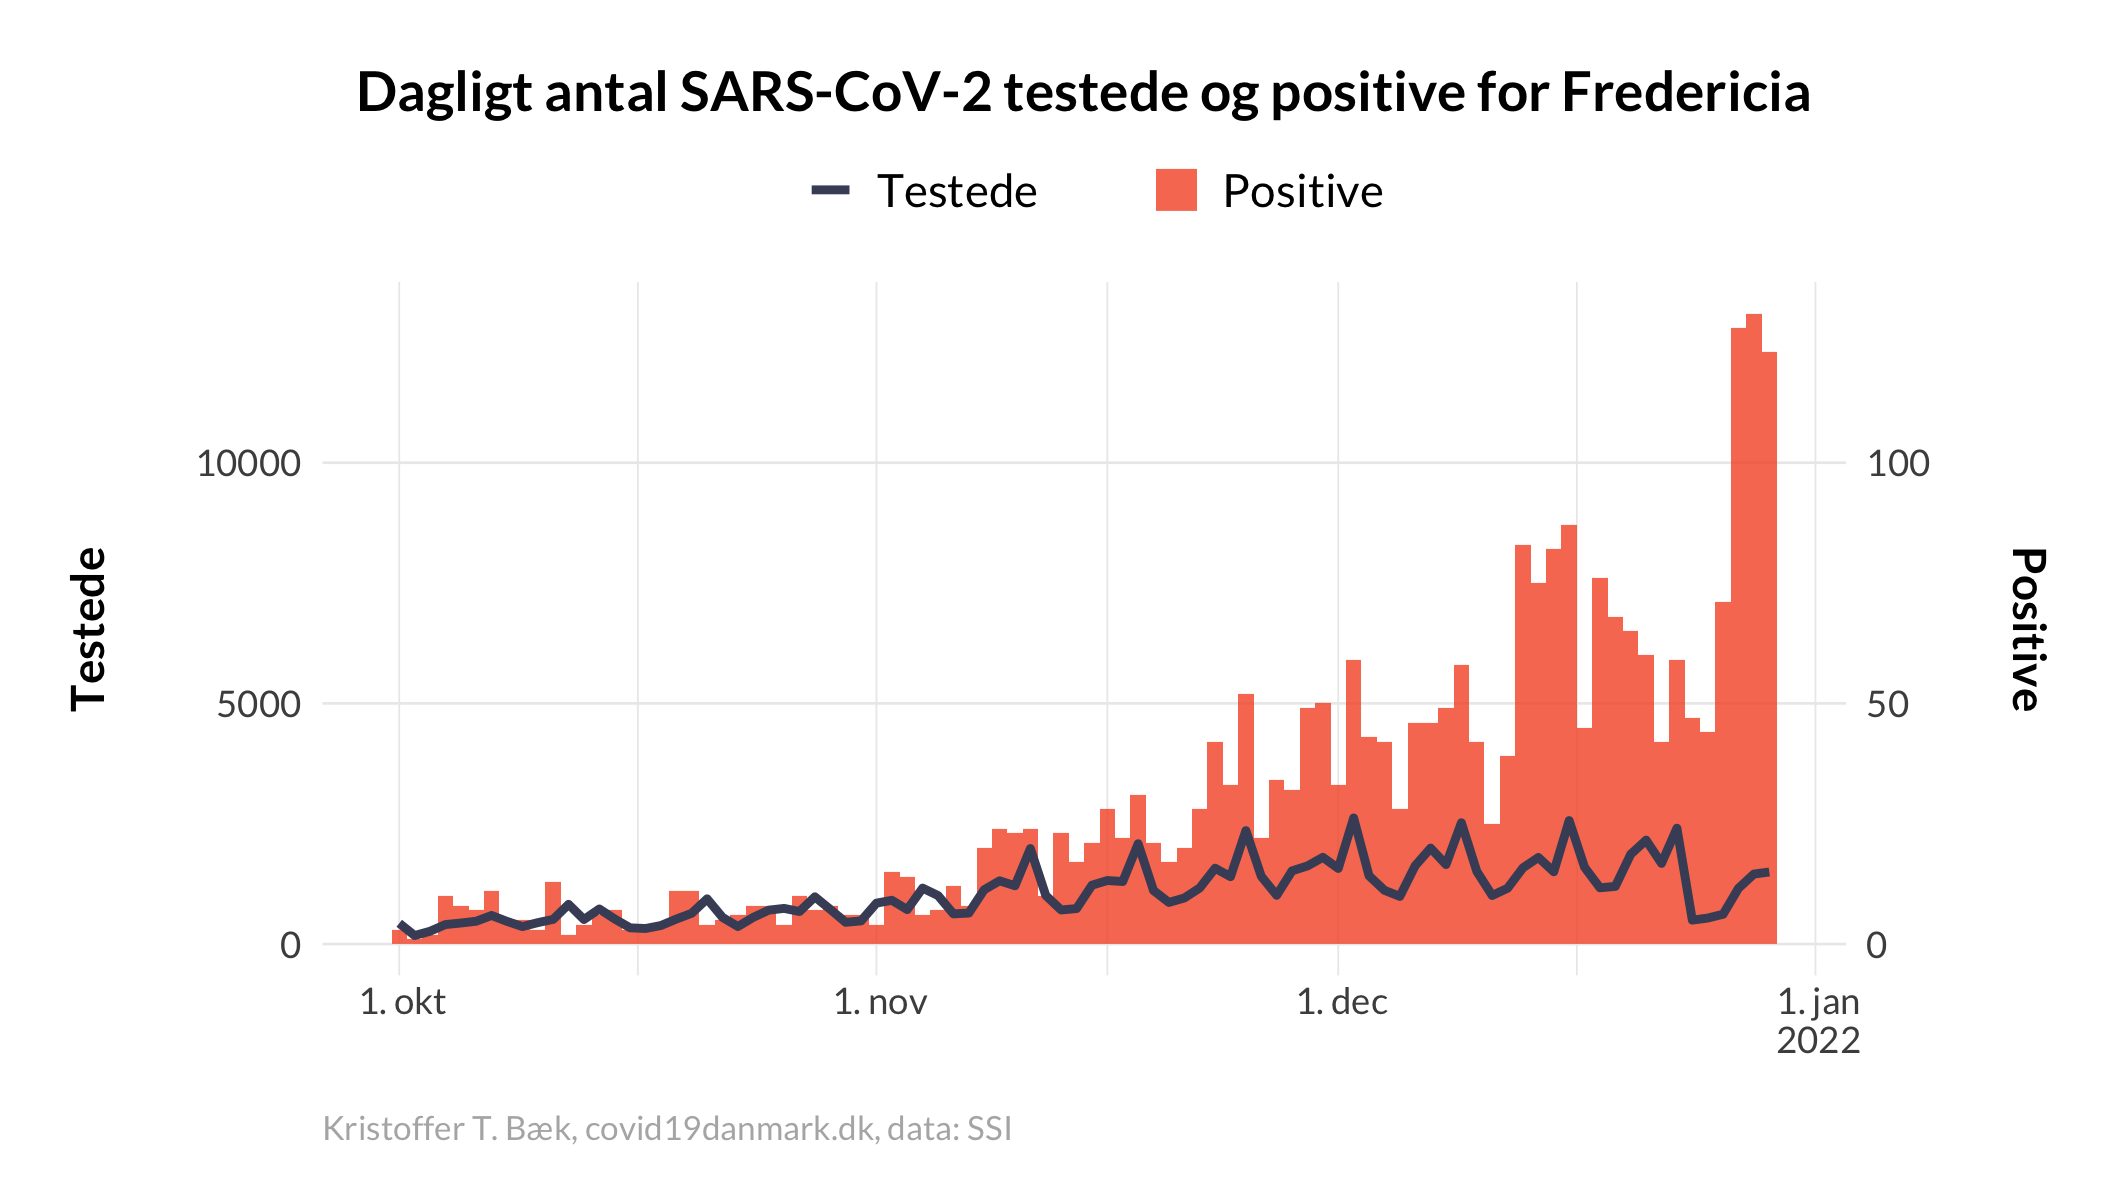 Dagligt antal SARS-CoV-2 testede og positive for Fredericia
Testede
Positive
10000
5000
0
Testede
100
50
0
Positive
1. okt
1. nov
1. dec
1. jan
2022
Kristoffer T. Bæk, covid19danmark.dk, data: SSI